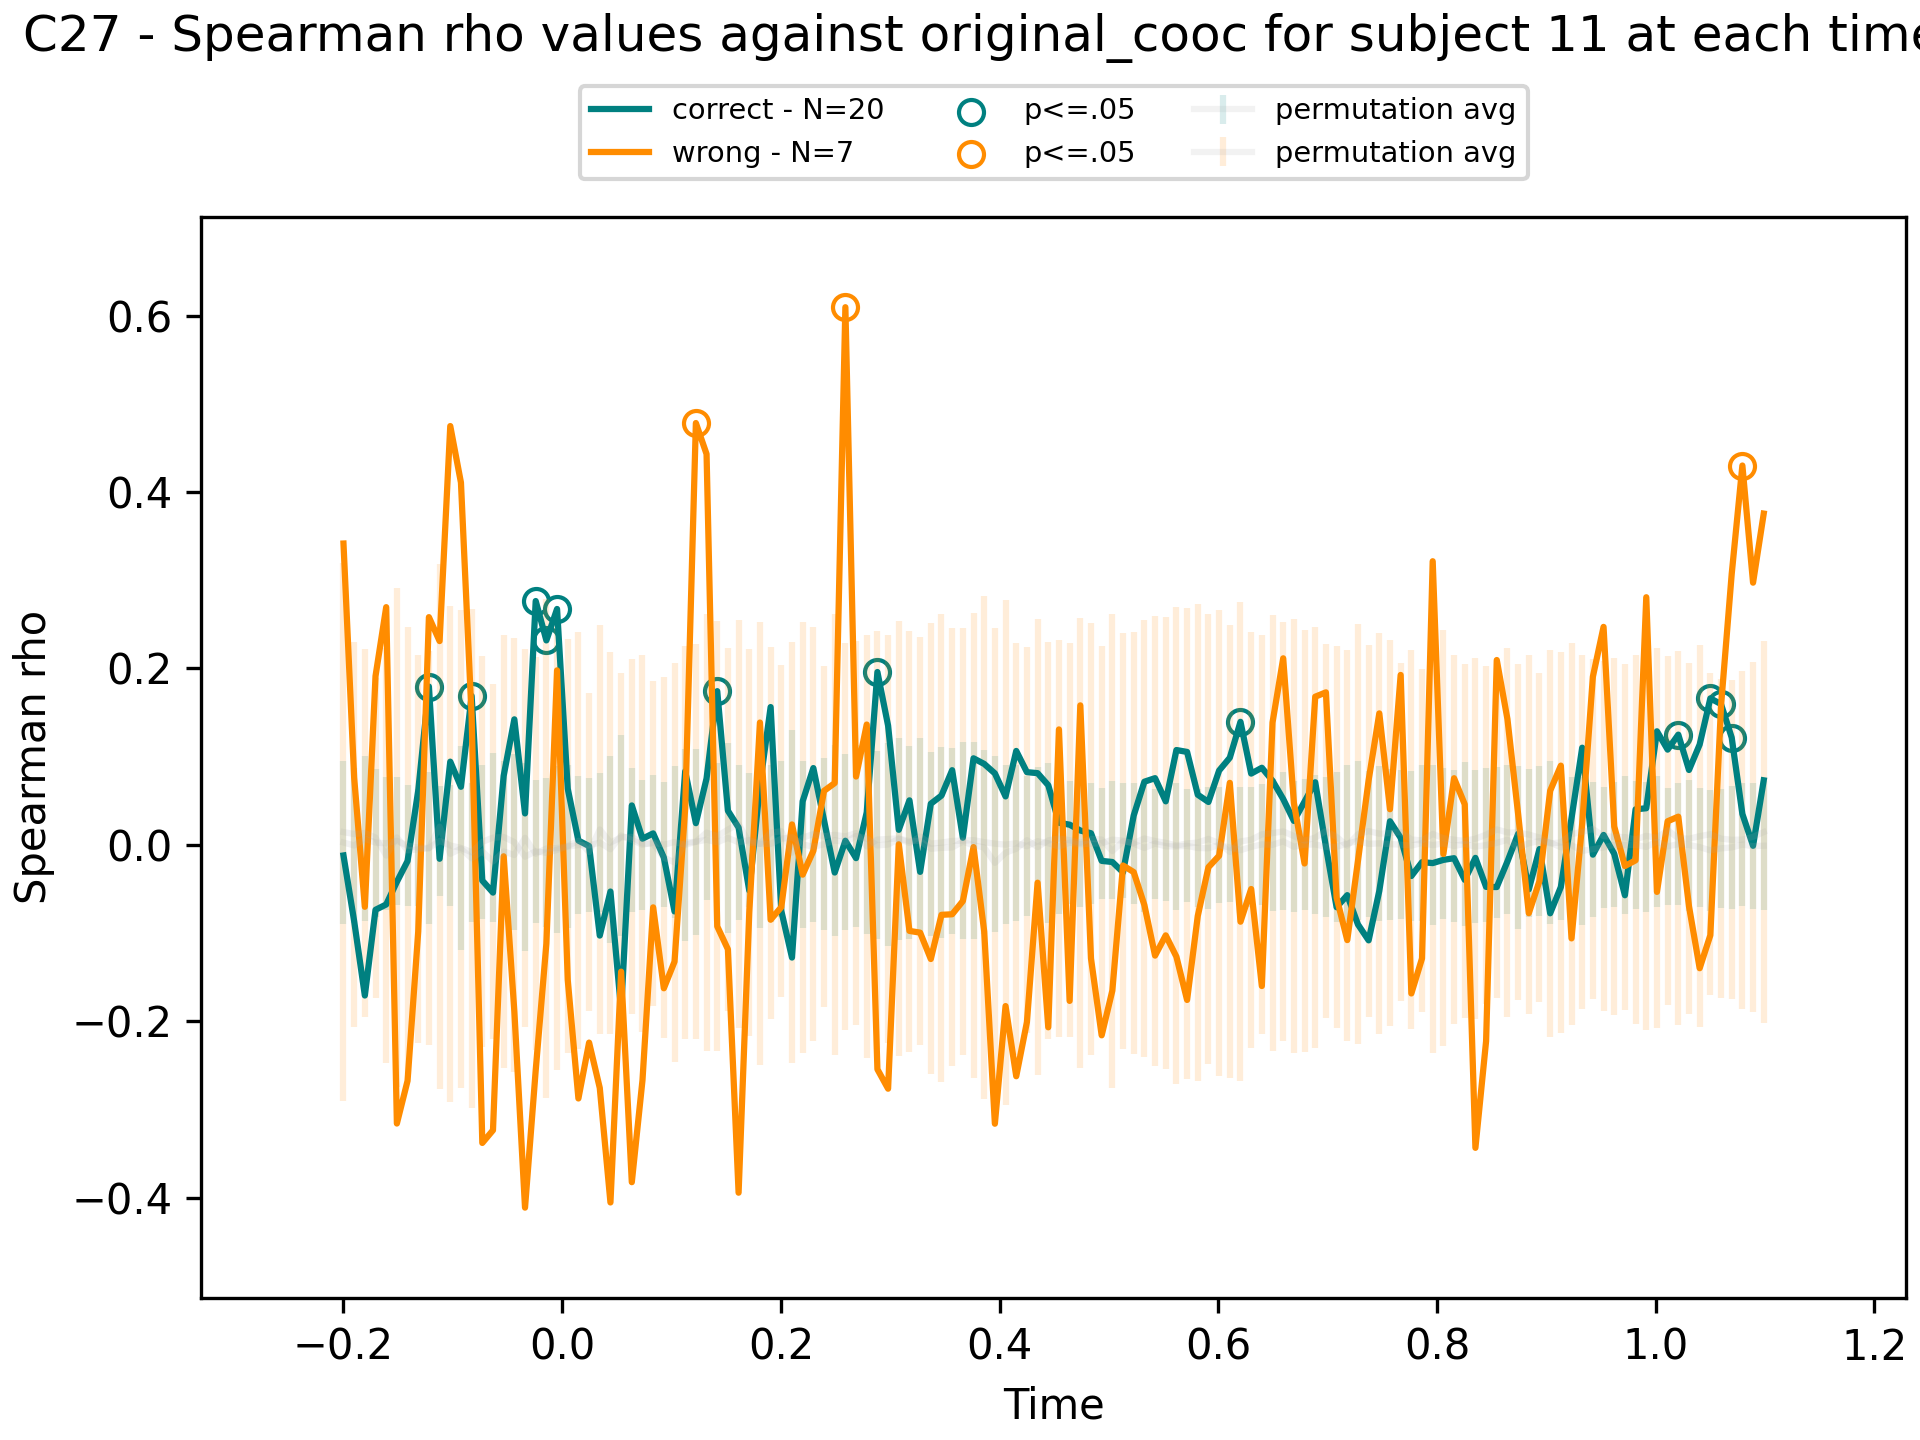 C27 - Spearman rho values against original_cooc for subject 11 at each time
correct - N=20 p<=.05 permutation avg
wrong - N=7 p<=.05 permutation avg
Spearman rho
0.6
0.4
0.2
0.0
−0.2
−0.4
−0.2 0.0 0.2 0.4 0.6 0.8 1.0 1.2
Time